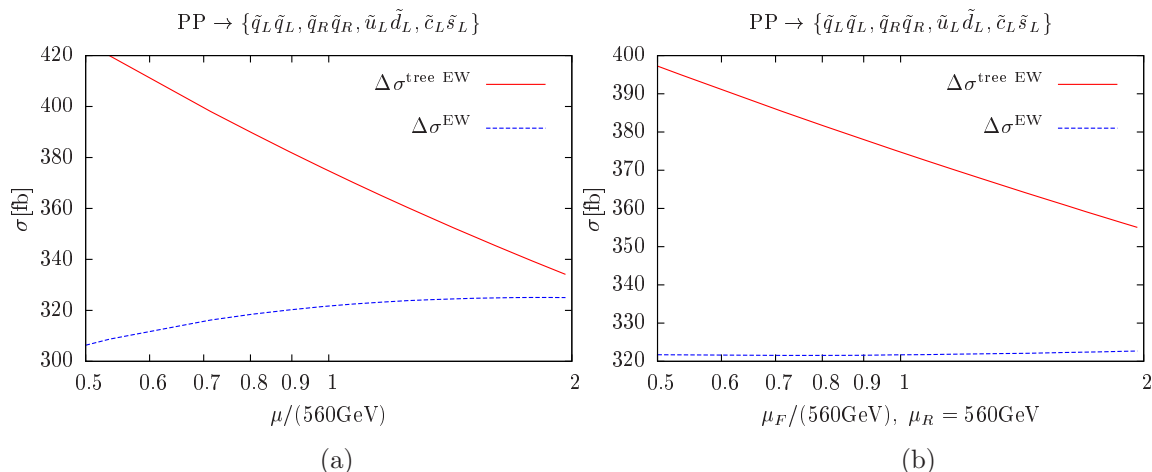 PP → {q̃_L q̃_L, q̃_R q̃_R, ũ_L d̃_L, c̃_L s̃_L}
420
400
380
360
340
320
300
σ[fb]
Δσ^tree EW
Δσ^EW
0.5 0.6 0.7 0.8 0.9 1 2
μ/(560GeV)
(a)
PP → {q̃_L q̃_L, q̃_R q̃_R, ũ_L d̃_L, c̃_L s̃_L}
400
390
380
370
360
350
340
330
320
σ[fb]
Δσ^tree EW
Δσ^EW
0.5 0.6 0.7 0.8 0.9 1 2
μ_F/(560GeV), μ_R = 560GeV
(b)